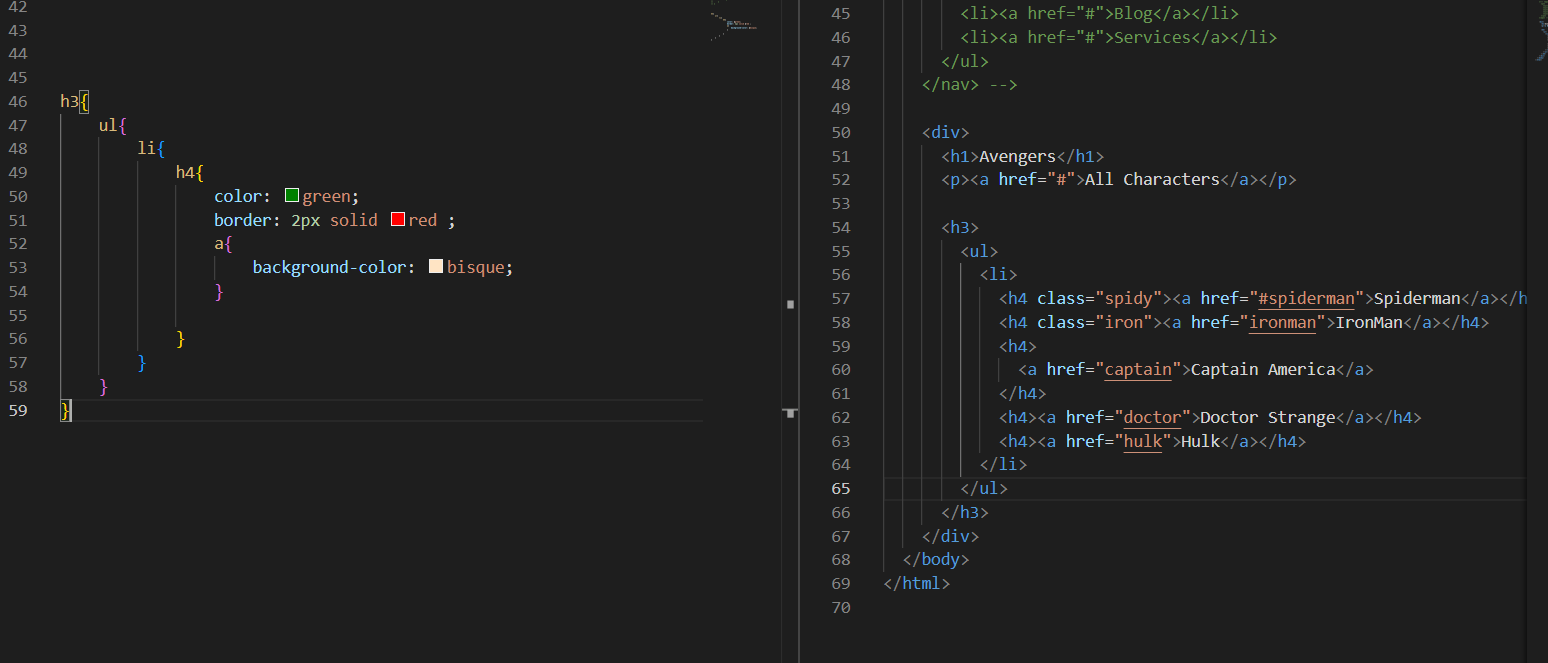 42
43
44
45
46 h3{
47 ul{
48 li{
49 h4{
50 color: green;
51 border: 2px solid red ;
52 a{
53 background-color: bisque;
54 }
55
56 }
57 }
58 }
59 }
45 <li><a href="#">Blog</a></li>
46 <li><a href="#">Services</a></li>
47 </ul>
48 </nav> -->
49
50 <div>
51 <h1>Avengers</h1>
52 <p><a href="#">All Characters</a></p>
53
54 <h3>
55 <ul>
56 <li>
57 <h4 class="spidy"><a href="#spiderman">Spiderman</a></h
58 <h4 class="iron"><a href="ironman">IronMan</a></h4>
59 <h4>
60 <a href="captain">Captain America</a>
61 </h4>
62 <h4><a href="doctor">Doctor Strange</a></h4>
63 <h4><a href="hulk">Hulk</a></h4>
64 </li>
65 </ul>
66 </h3>
67 </div>
68 </body>
69 </html>
70